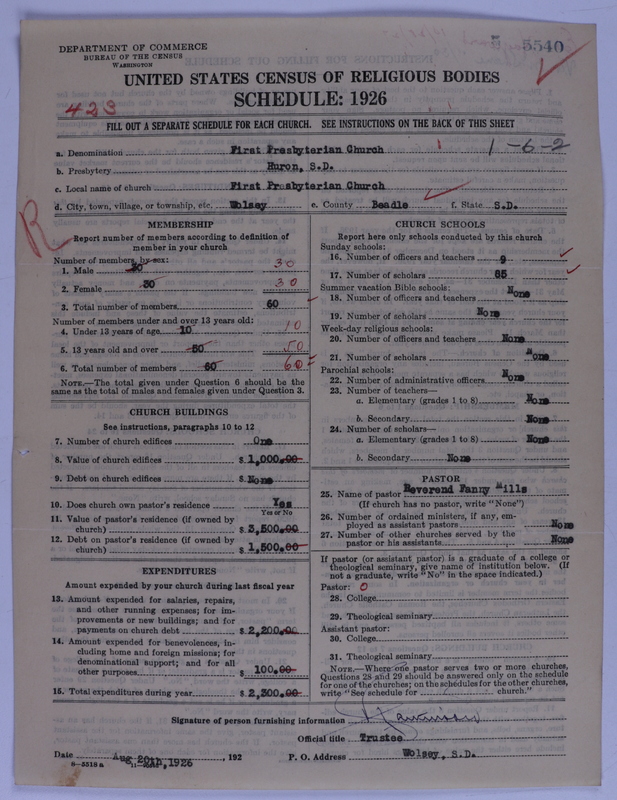 5 5540
DEPARTMENT OF COMMERCE
BUREAU OF THE CENSUS
WASHINGTON
UNITED STATES CENSUS OF RELIGIOUS BODIES
SCHEDULE: 1926
423
FILL OUT A SEPARATE SCHEDULE FOR EACH CHURCH. SEE INSTRUCTIONS ON THE BACK OF THIS SHEET
a. Denomination First Presbyterian Church 1-6-2
b. Presbytery Huron, S.D.
c. Local name of church First Presbyterian Church
d. City, town, village, or township, etc. Wolsey e. County Beadle f. State S.D.
R
MEMBERSHIP
Report number of members according to definition of
member in your church
Number of members, by sex:
1. Male 30 30
2. Female 30 30
3. Total number of members 60
Number of members under and over 13 years old:
4. Under 13 years of age 10 10
5. 13 years old and over 50 50
6. Total number of members 60 60
NOTE.—The total given under Question 6 should be the
same as the total of males and females given under Question 3.
CHURCH BUILDINGS
See instructions, paragraphs 10 to 12
7. Number of church edifices One
8. Value of church edifices $ 1,000.00
9. Debt on church edifices $ None
10. Does church own pastor's residence Yes
Yes or No
11. Value of pastor's residence (if owned by
church) $ 3,500.00
12. Debt on pastor's residence (if owned by
church) $ 1,500.00
EXPENDITURES
Amount expended by your church during last fiscal year
13. Amount expended for salaries, repairs,
and other running expenses; for im-
provements or new buildings; and for
payments on church debt $ 2,200.00
14. Amount expended for benevolences, in-
cluding home and foreign missions; for
denominational support; and for all
other purposes $ 100.00
15. Total expenditures during year $ 2,300.00
CHURCH SCHOOLS
Report here only schools conducted by this church
Sunday schools:
16. Number of officers and teachers 9
17. Number of scholars 65
Summer vacation Bible schools:
18. Number of officers and teachers None
19. Number of scholars None
Week-day religious schools:
20. Number of officers and teachers None
21. Number of scholars None
Parochial schools:
22. Number of administrative officers None
23. Number of teachers—
a. Elementary (grades 1 to 8) None
b. Secondary None
24. Number of scholars—
a. Elementary (grades 1 to 8) None
b. Secondary None
PASTOR
25. Name of pastor Reverend Fanny Mills
(If church has no pastor, write "None")
26. Number of ordained ministers, if any, em-
ployed as assistant pastors None
27. Number of other churches served by the
pastor or his assistants None
If pastor (or assistant pastor) is a graduate of a college or
theological seminary, give name of institution below. (If
not a graduate, write "No" in the space indicated.)
Pastor: 0
28. College
29. Theological seminary
Assistant pastor:
30. College
31. Theological seminary
NOTE.—Where one pastor serves two or more churches,
Questions 28 and 29 should be answered only on the schedule
for one of the churches; on the schedules for the other churches,
write "See schedule for church."
Signature of person furnishing information
Official title Trustee
Date Aug 20th, 1926 , 192 P. O. Address Wolsey, S.D.
8-5518a